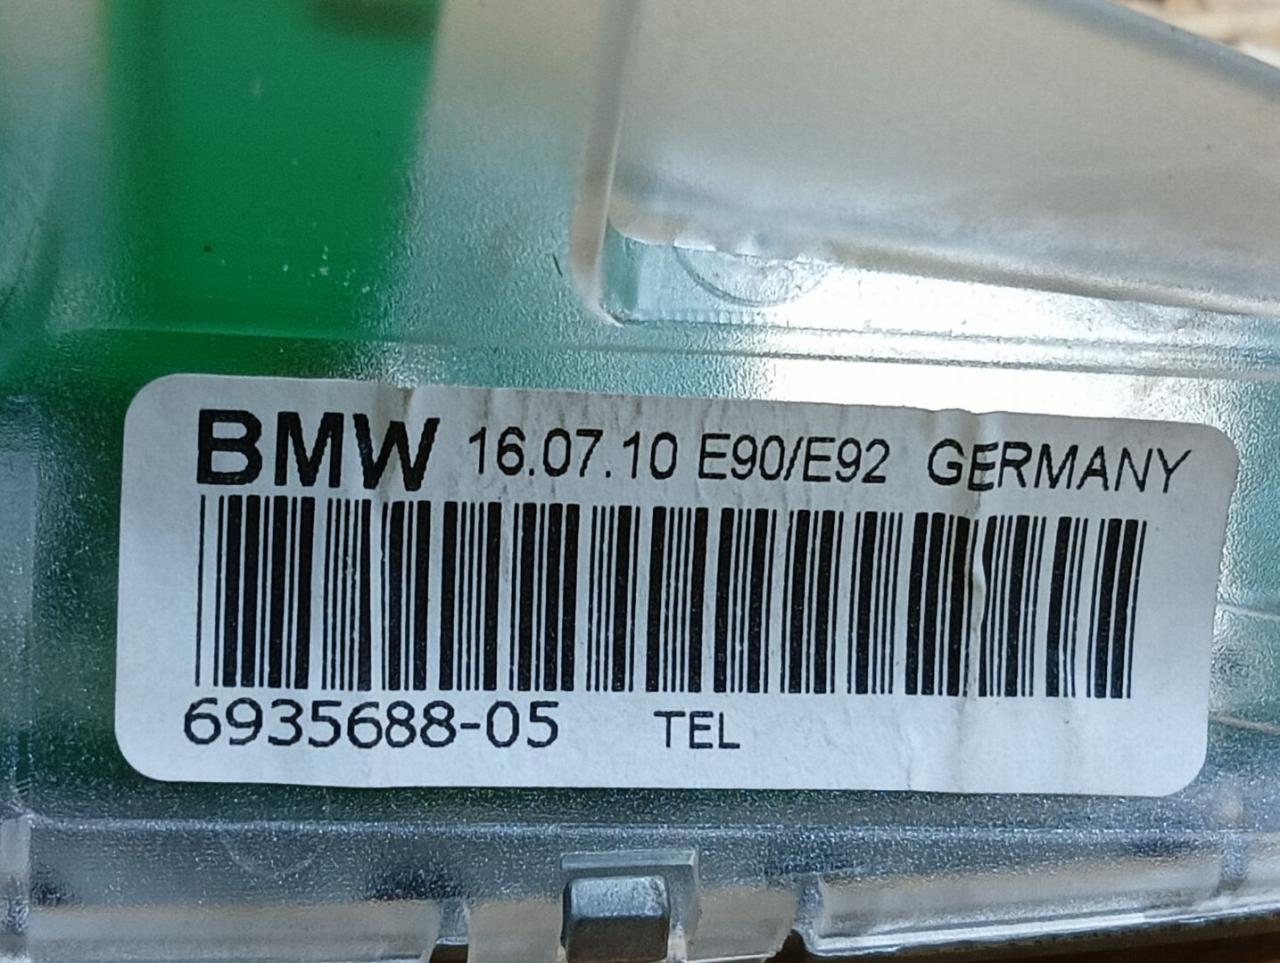 BMW 16.07.10 E90/E92 GERMANY
6935688-05 TEL